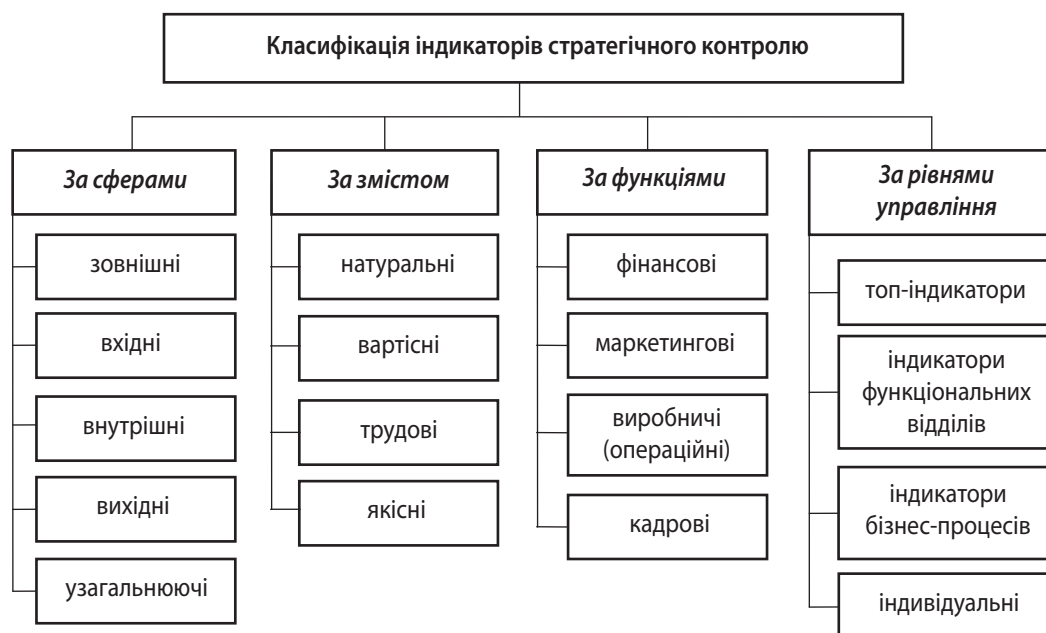 Класифікація індикаторів стратегічного контролю
За сферами
зовнішні
вхідні
внутрішні
вихідні
узагальнюючі
За змістом
натуральні
вартісні
трудові
якісні
За функціями
фінансові
маркетингові
виробничі
(операційні)
кадрові
За рівнями
управління
топ-індикатори
індикатори
функціональних
відділів
індикатори
бізнес-процесів
індивідуальні